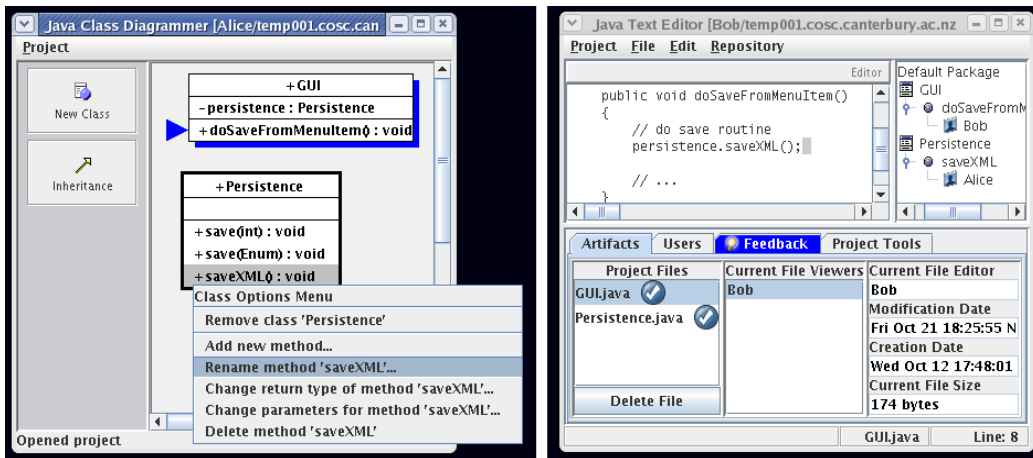 Java Class Diagrammer [Alice/temp001.cosc.can
Project
New Class
Inheritance
+GUI
-persistence : Persistence
+doSaveFromMenuItem() : void
+Persistence
+save(int) : void
+save(Enum) : void
+saveXML() : void
Class Options Menu
Remove class 'Persistence'
Add new method...
Rename method 'saveXML'...
Change return type of method 'saveXML'...
Change parameters for method 'saveXML'...
Delete method 'saveXML'
Opened project
Java Text Editor [Bob/temp001.cosc.canterbury.ac.nz
Project File Edit Repository
Editor
public void doSaveFromMenuItem()
{
// do save routine
persistence.saveXML();
// ...
}
Default Package
GUI
doSaveFromM
Bob
Persistence
saveXML
Alice
Artifacts Users Feedback Project Tools
Project Files
GUI.java
Persistence.java
Delete File
Current File Viewers
Bob
Current File Editor
Bob
Modification Date
Fri Oct 21 18:25:55 N
Creation Date
Wed Oct 12 17:48:01
Current File Size
174 bytes
GUI.java Line: 8